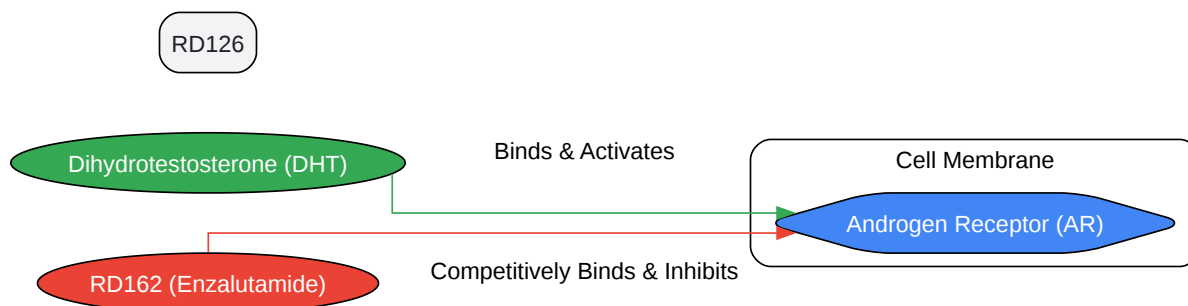 RD126
Dihydrotestosterone (DHT)
Binds & Activates
Cell Membrane
Androgen Receptor (AR)
RD162 (Enzalutamide)
Competitively Binds & Inhibits